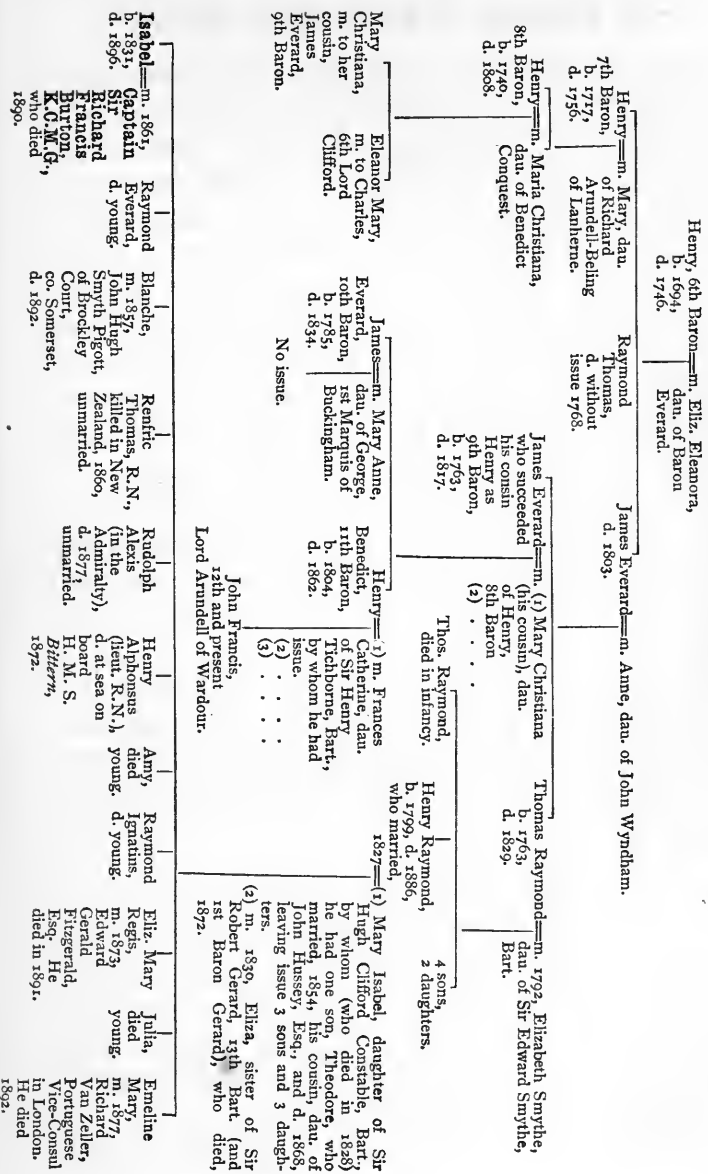 Henry, 6th Baron══m. Eliz. Eleanora,
b. 1694,
d. 1746.
dau. of Baron
Everard.
Henry══m. Mary, dau.
7th Baron,
b. 1717,
d. 1756.
of Richard
Arundell-Beling
of Lanherne.
Raymond
Thomas,
d. without
issue 1768.
James Everard══m. Anne, dau. of John Wyndham.
d. 1803.
Henry══m. Maria Christiana,
8th Baron,
b. 1740,
d. 1808.
dau. of Benedict
Conquest.
James Everard══m. (1) Mary Christiana
who succeeded
his cousin
Henry as
9th Baron,
b. 1763,
d. 1817.
(his cousin), dau.
of Henry,
8th Baron
(2) . . . .
Thomas Raymond══m. 1792, Elizabeth Smythe,
b. 1763,
d. 1829.
dau. of Sir Edward Smythe,
Bart.
Mary
Christiana,
m. to her
cousin,
James
Everard,
9th Baron.
Eleanor Mary,
m. to Charles,
6th Lord
Clifford.
James══m. Mary Anne,
Everard,
10th Baron,
b. 1785,
d. 1834.
dau. of George,
1st Marquis of
Buckingham.
No issue.
Henry══(1) m. Frances
Benedict,
11th Baron,
b. 1804,
d. 1862.
Catherine, dau.
of Sir Henry
Tichborne, Bart.,
by whom he had
issue.
(2) . . . .
(3) . . . .
Thos. Raymond,
died in infancy.
Henry Raymond,
b. 1799, d. 1886,
who married,
4 sons,
2 daughters.
1827══(1) Mary Isabel, daughter of Sir
Hugh Clifford Constable, Bart.,
by whom (who died in 1828)
he had one son, Theodore, who
married, 1854, his cousin, dau. of
John Hussey, Esq., and d. 1868,
leaving issue 3 sons and 3 daugh-
ters.
(2) m. 1830, Eliza, sister of Sir
Robert Gerard, 13th Bart. (and
1st Baron Gerard), who died,
1872.
John Francis,
12th and present
Lord Arundell of Wardour.
Isabel══m. 1861,
b. 1831,
d. 1896.
Captain
Sir
Richard
Francis
Burton,
K.C.M.G.,
who died
1890.
Raymond
Everard,
d. young.
Blanche,
m. 1857,
John Hugh
Smyth Pigott,
of Brockley
Court,
co. Somerset,
d. 1892.
Renfric
Thomas, R.N.,
killed in New
Zealand, 1860,
unmarried.
Rudolph
Alexis
(in the
Admiralty),
d. 1877,
unmarried.
Henry
Alphonsus
(lieut. R.N.),
d. at sea on
board
H. M. S.
Bittern,
1872.
Amy,
died
young.
Raymond
Ignatins,
d. young.
Eliz. Mary
Regis,
m. 1873,
Edward
Gerald
Fitzgerald,
Esq. He
died in 1891.
Julia,
died
young.
Emeline
Mary,
m. 1877,
Richard
Van Zeller,
Portuguese
Vice-Consul
in London.
He died
1892.